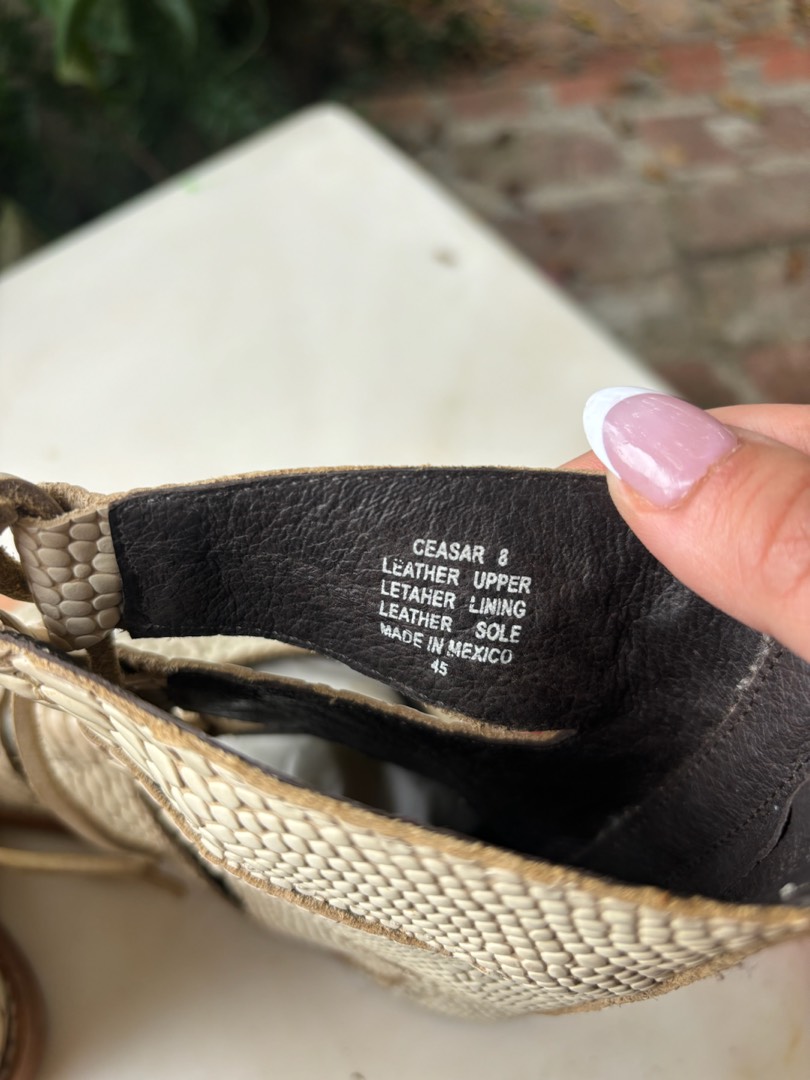 CEASAR 8
LEATHER UPPER
LETAHER LINING
LEATHER SOLE
MADE IN MEXICO
45